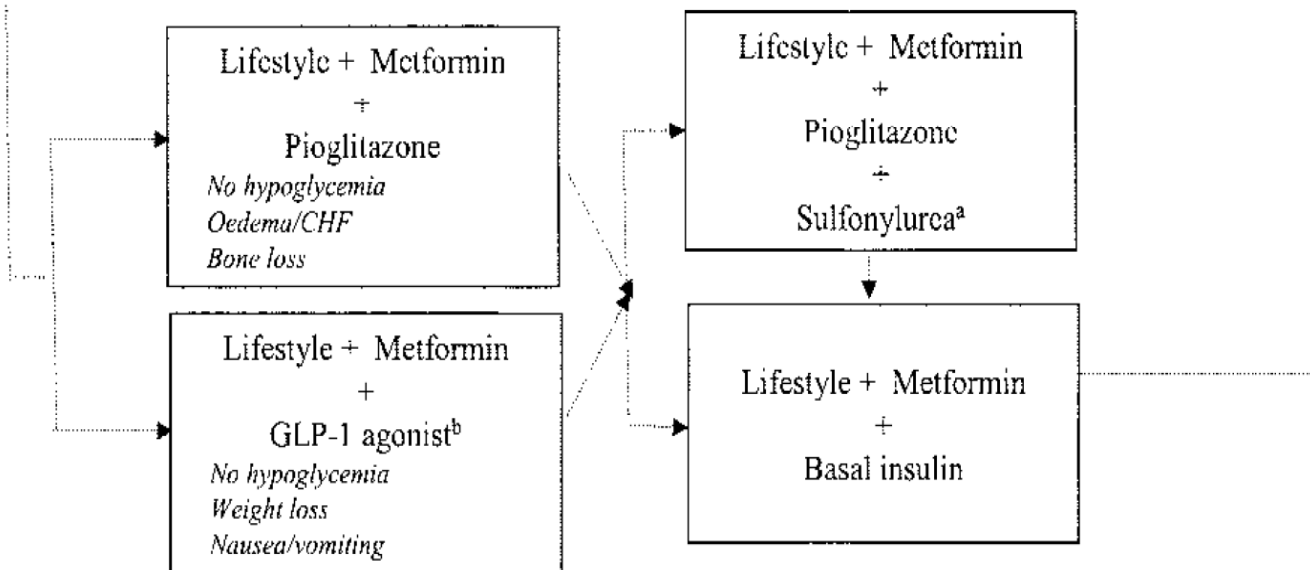 Lifestyle + Metformin
+
Pioglitazone
No hypoglycemia
Oedema/CHF
Bone loss
Lifestyle + Metformin
+
GLP-1 agonistᵇ
No hypoglycemia
Weight loss
Nausea/vomiting
Lifestyle + Metformin
+
Pioglitazone
+
Sulfonylureaᵃ
Lifestyle + Metformin
+
Basal insulin